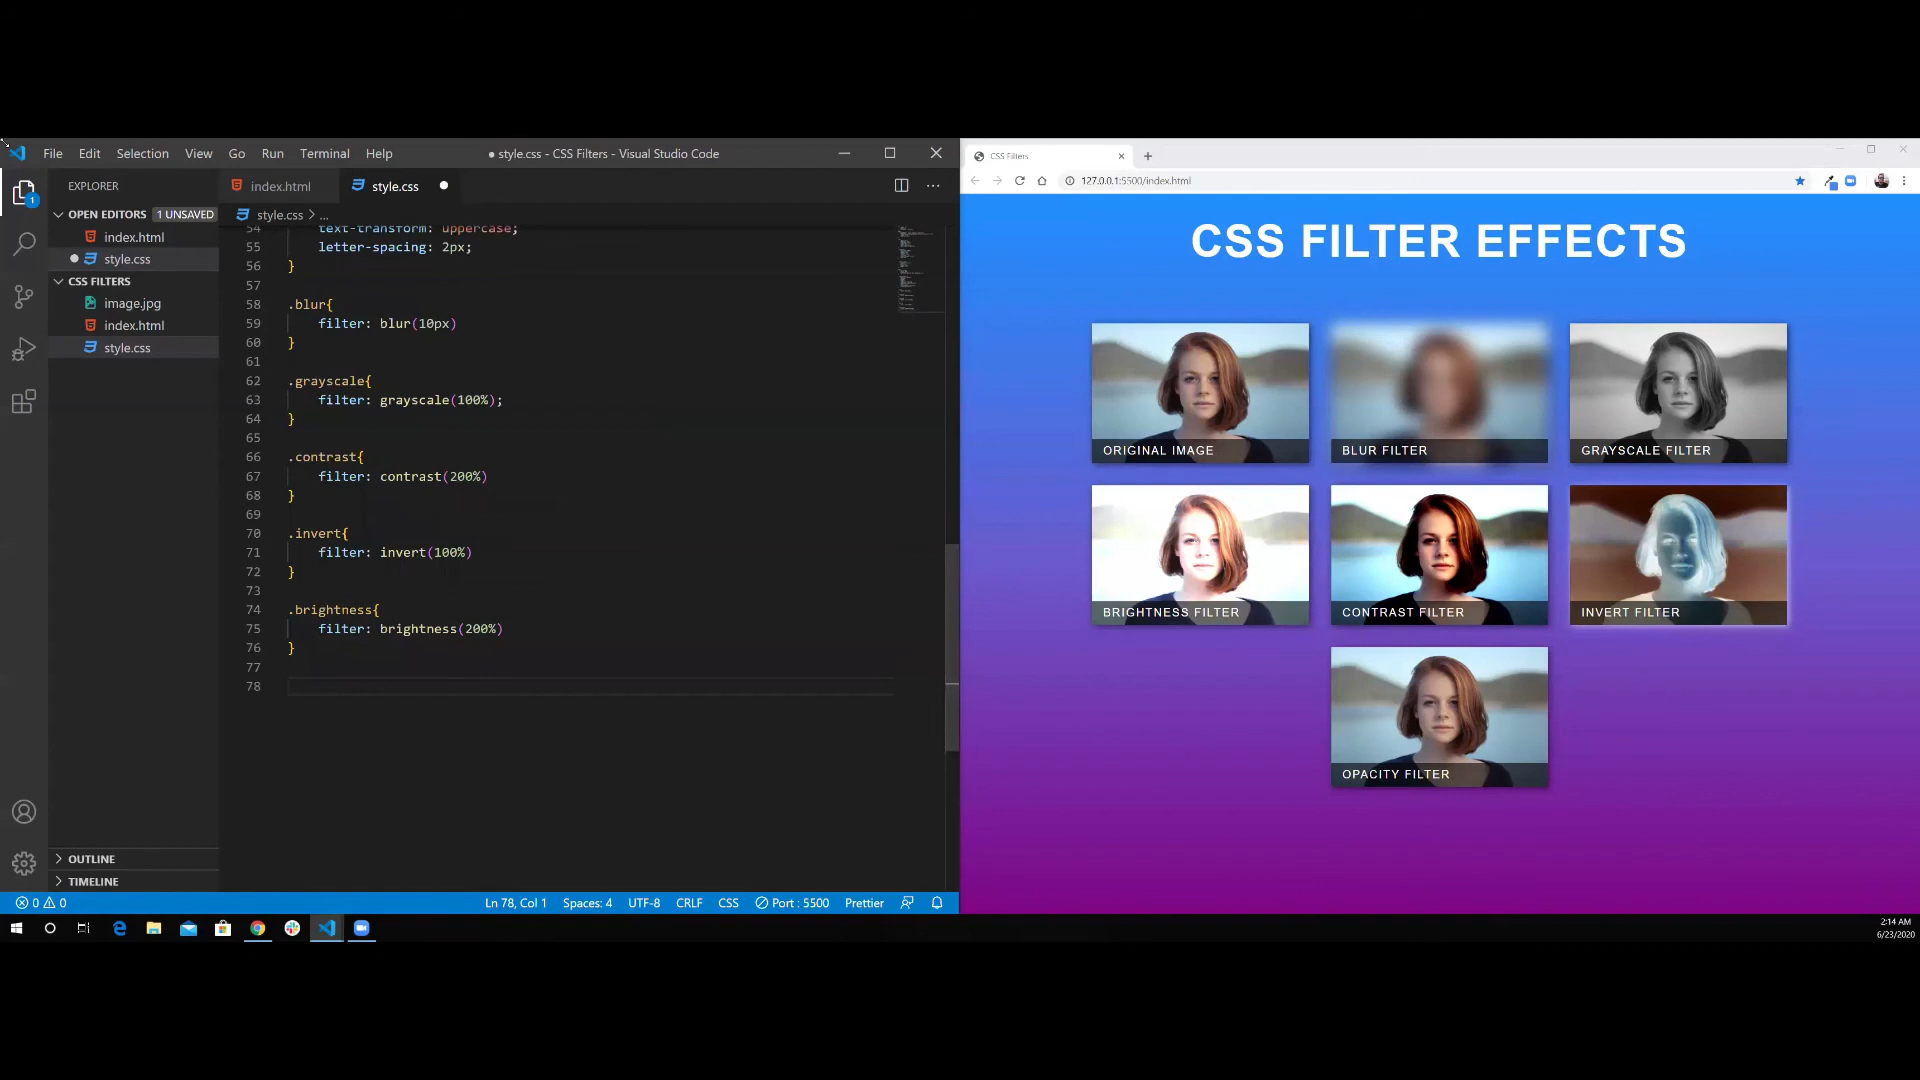 File Edit Selection View Go Run Terminal Help ● style.css - CSS Filters - Visual Studio Code
EXPLORER
OPEN EDITORS 1 UNSAVED
index.html
style.css
CSS FILTERS
image.jpg
index.html
style.css
OUTLINE
TIMELINE
1
index.html style.css
style.css > ...
54 text-transform: uppercase;
55 letter-spacing: 2px;
56 }
57
58 .blur{
59 filter: blur(10px)
60 }
61
62 .grayscale{
63 filter: grayscale(100%);
64 }
65
66 .contrast{
67 filter: contrast(200%)
68 }
69
70 .invert{
71 filter: invert(100%)
72 }
73
74 .brightness{
75 filter: brightness(200%)
76 }
77
78
0 0 Ln 78, Col 1 Spaces: 4 UTF-8 CRLF CSS Port : 5500 Prettier
CSS Filters
127.0.0.1:5500/index.html
CSS FILTER EFFECTS
ORIGINAL IMAGE BLUR FILTER GRAYSCALE FILTER
BRIGHTNESS FILTER CONTRAST FILTER INVERT FILTER
OPACITY FILTER
2:14 AM
6/23/2020